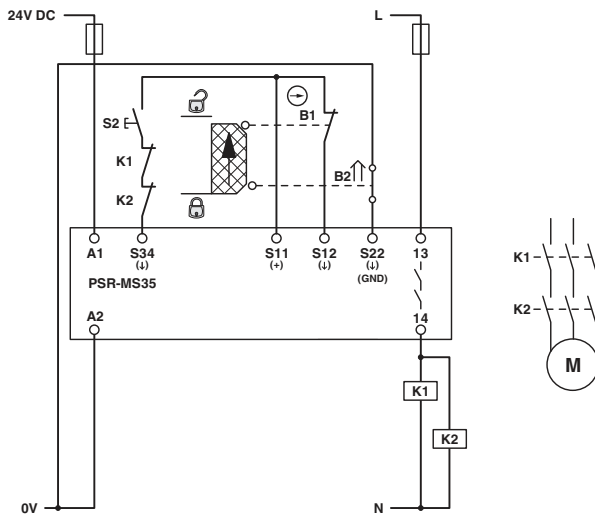 24V DC
L
S2
B1
K1
B2
K2
A1
S34
S11
S12
S22
13
(↓)
(+)
(↓)
(↓)
(GND)
PSR-MS35
A2
14
K1
K2
0V
N
K1
K2
M